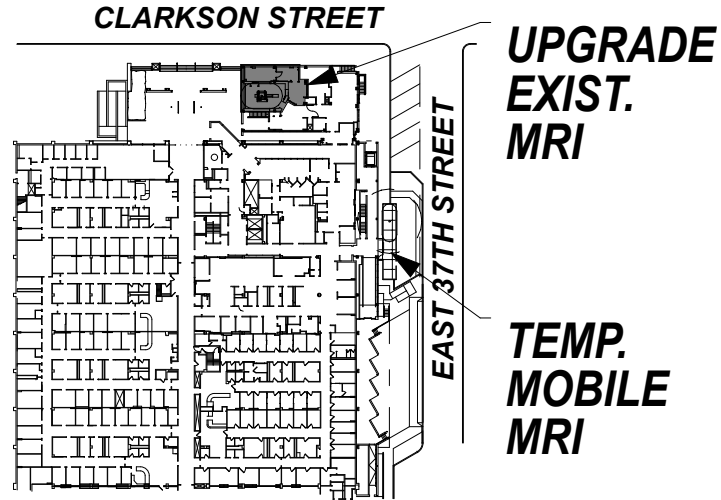 CLARKSON STREET
UPGRADE
EXIST.
MRI
EAST 37TH STREET
TEMP.
MOBILE
MRI